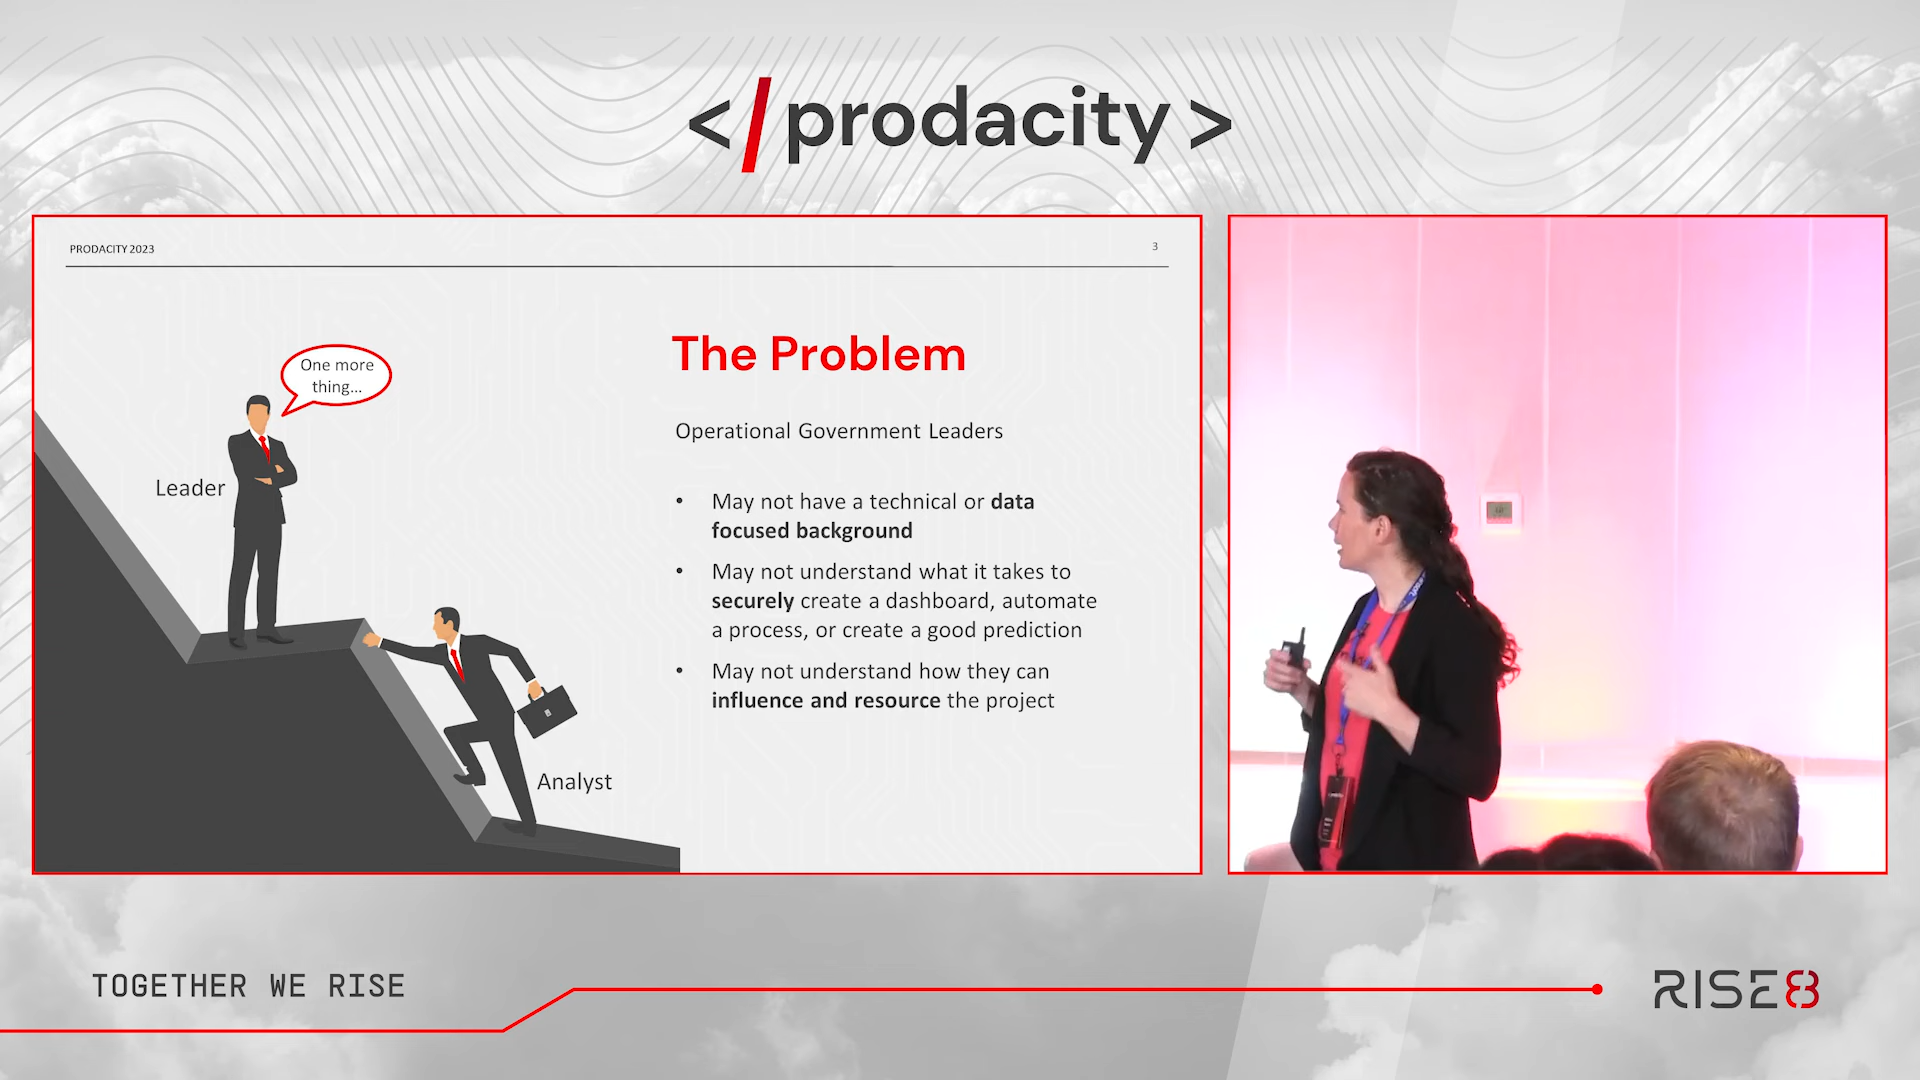 </prodacity>
PRODACITY 2023
3
One more
thing...
Leader
Analyst
The Problem
Operational Government Leaders
• May not have a technical or data
focused background
• May not understand what it takes to
securely create a dashboard, automate
a process, or create a good prediction
• May not understand how they can
influence and resource the project
TOGETHER WE RISE
RISE8